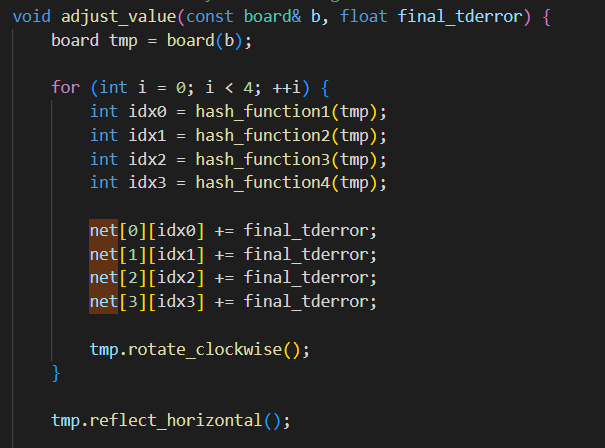 void adjust_value(const board& b, float final_tderror) {
    board tmp = board(b);
    for (int i = 0; i < 4; ++i) {
        int idx0 = hash_function1(tmp);
        int idx1 = hash_function2(tmp);
        int idx2 = hash_function3(tmp);
        int idx3 = hash_function4(tmp);
        net[0][idx0] += final_tderror;
        net[1][idx1] += final_tderror;
        net[2][idx2] += final_tderror;
        net[3][idx3] += final_tderror;
        tmp.rotate_clockwise();
    }
    tmp.reflect_horizontal();